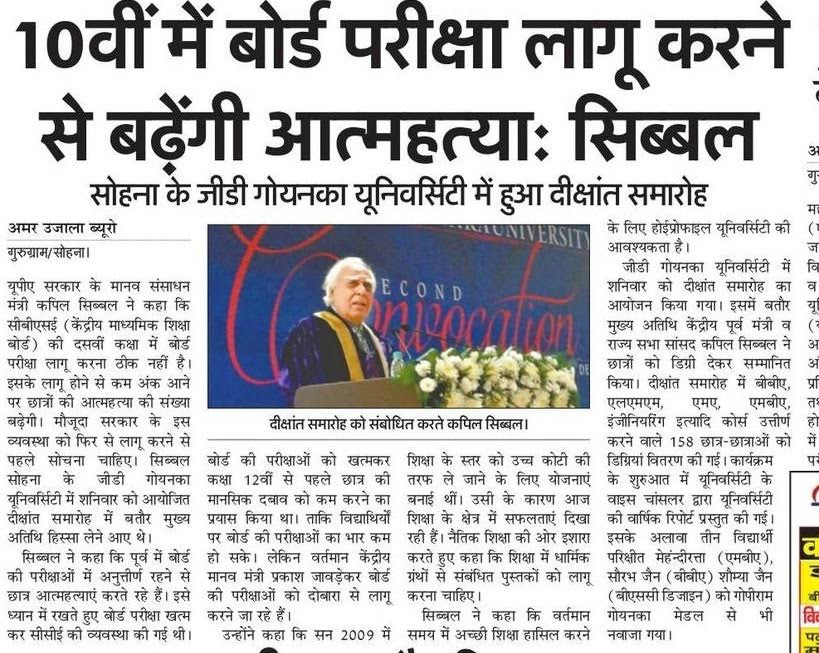 10वीं में बोर्ड परीक्षा लागू करने
से बढ़ेंगी आत्महत्या: सिब्बल
सोहना के जीडी गोयनका यूनिवर्सिटी में हुआ दीक्षांत समारोह
अमर उजाला ब्यूरो
गुरुग्राम/सोहना।
यूपीए सरकार के मानव संसाधन
मंत्री कपिल सिब्बल ने कहा कि
सीबीएसई (केंद्रीय माध्यमिक शिक्षा
बोर्ड) की दसवीं कक्षा में बोर्ड
परीक्षा लागू करना ठीक नहीं है।
इसके लागू होने से कम अंक आने
पर छात्रों की आत्महत्या की संख्या
बढ़ेगी। मौजूदा सरकार के इस
व्यवस्था को फिर से लागू करने से
पहले सोचना चाहिए। सिब्बल
सोहना के जीडी गोयनका
यूनिवर्सिटी में शनिवार को आयोजित
दीक्षांत समारोह में बतौर मुख्य
अतिथि हिस्सा लेने आए थे।
सिब्बल ने कहा कि पूर्व में बोर्ड
की परीक्षाओं में अनुत्तीर्ण रहने से
छात्र आत्महत्याएं करते रहे हैं। इसे
ध्यान में रखते हुए बोर्ड परीक्षा खत्म
कर सीसीई की व्यवस्था की गई थी।
UNIVERSITY
SECOND
Convocation
दीक्षांत समारोह को संबोधित करते कपिल सिब्बल।
बोर्ड की परीक्षाओं को खत्मकर
कक्षा 12वीं से पहले छात्र की
मानसिक दबाव को कम करने का
प्रयास किया था। ताकि विद्यार्थियों
पर बोर्ड की परीक्षाओं का भार कम
हो सके। लेकिन वर्तमान केंद्रीय
मानव मंत्री प्रकाश जावड़ेकर बोर्ड
की परीक्षाओं को दोबारा से लागू
करने जा रहे हैं।
उन्होंने कहा कि सन 2009 में
शिक्षा के स्तर को उच्च कोटी की
तरफ ले जाने के लिए योजनाएं
बनाई थीं। उसी के कारण आज
शिक्षा के क्षेत्र में सफलताएं दिखा
रही हैं। नैतिक शिक्षा की ओर इशारा
करते हुए कहा कि शिक्षा में धार्मिक
ग्रंथों से संबंधित पुस्तकों को लागू
करना चाहिए।
सिब्बल ने कहा कि वर्तमान
समय में अच्छी शिक्षा हासिल करने
के लिए होईप्रोफाइल यूनिवर्सिटी की
आवश्यकता है।
जीडी गोयनका यूनिवर्सिटी में
शनिवार को दीक्षांत समारोह का
आयोजन किया गया। इसमें बतौर
मुख्य अतिथि केंद्रीय पूर्व मंत्री व
राज्य सभा सांसद कपिल सिब्बल ने
छात्रों को डिग्री देकर सम्मानित
किया। दीक्षांत समारोह में बीबीए,
एलएमएम, एमए, एमबीए,
इंजीनियरिंग इत्यादि कोर्स उत्तीर्ण
करने वाले 158 छात्र-छात्राओं को
डिग्रियां वितरण की गई। कार्यक्रम
के शुरुआत में यूनिवर्सिटी के
वाइस चांसलर द्वारा यूनिवर्सिटी
की वार्षिक रिपोर्ट प्रस्तुत की गई।
इसके अलावा तीन विद्यार्थी
परिक्षीत मेहंन्दीरत्ता (एमबीए),
सौरभ जैन (बीबीए) शौम्या जैन
(बीएससी डिजाइन) को गोपीराम
गोयनका मेडल से भी
नवाजा गया।